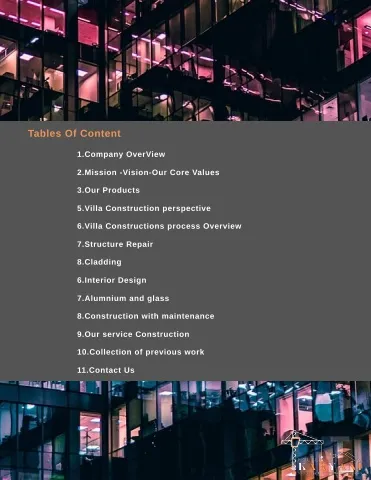 Tables Of Content
1.Company OverView
2.Mission -Vision-Our Core Values
3.Our Products
5.Villa Construction perspective
6.Villa Constructions process Overview
7.Structure Repair
8.Cladding
6.Interior Design
7.Alumnium and glass
8.Construction with maintenance
9.Our service Construction
10.Collection of previous work
11.Contact Us